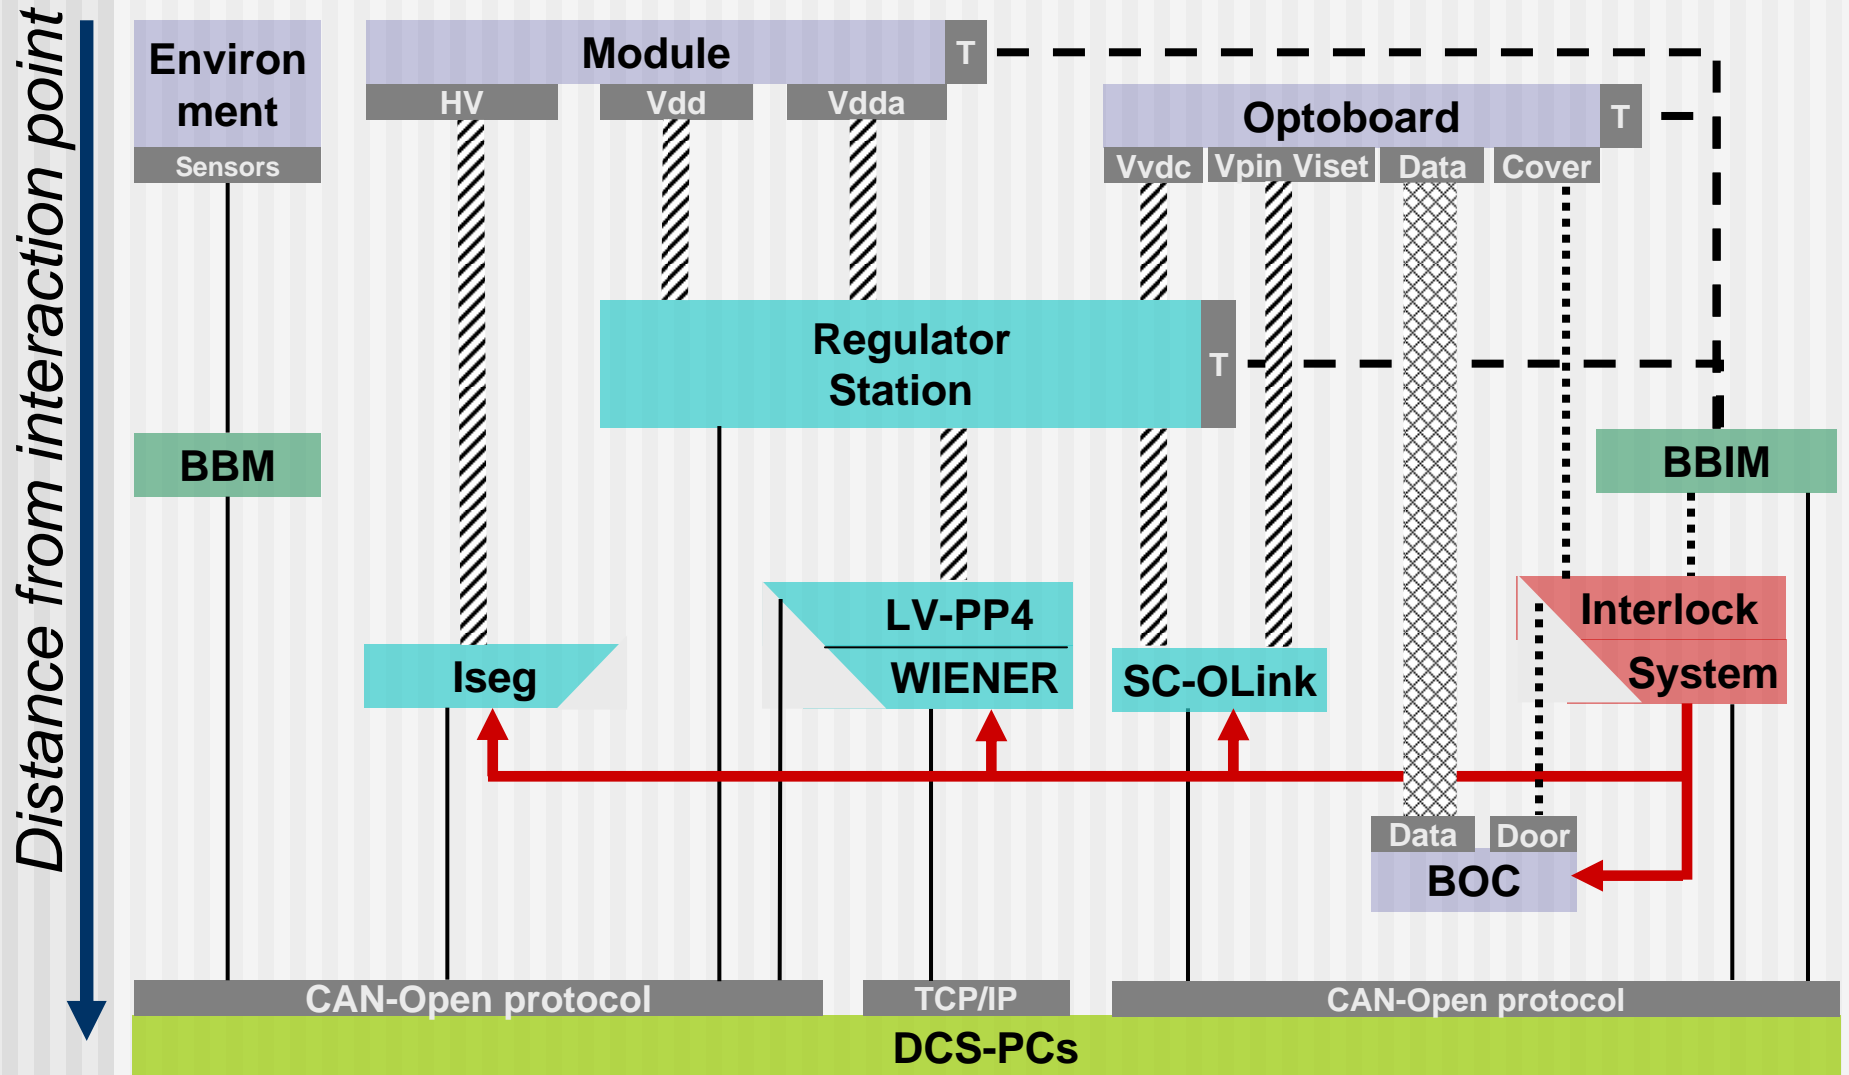 Distance from interaction point
Environ
ment
Sensors
Module
T
HV
Vdd
Vdda
Optoboard
T
Vvdc
Vpin Viset
Data
Cover
Regulator
Station
T
BBM
BBIM
LV-PP4
WIENER
Iseg
SC-OLink
Interlock
System
Data
Door
BOC
CAN-Open protocol
TCP/IP
CAN-Open protocol
DCS-PCs